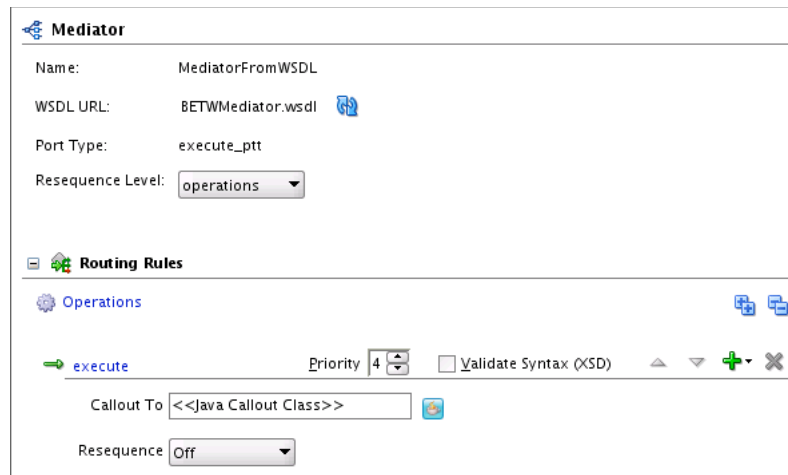 Mediator
Name: MediatorFromWSDL
WSDL URL: BETWMediator.wsdl
Port Type: execute_ptt
Resequence Level: operations
Routing Rules
Operations
execute Priority 4 Validate Syntax (XSD)
Callout To <<Java Callout Class>>
Resequence Off